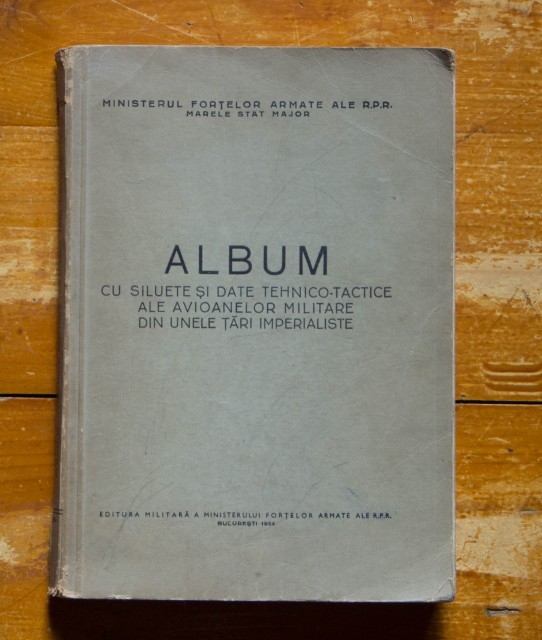 MINISTERUL FORȚELOR ARMATE ALE R.P.R.
MARELE STAT MAJOR
ALBUM
CU SILUETE ȘI DATE TEHNICO-TACTICE
ALE AVIOANELOR MILITARE
DIN UNELE ȚĂRI IMPERIALISTE
EDITURA MILITARĂ A MINISTERULUI FORȚELOR ARMATE ALE R.P.R.
BUCUREȘTI